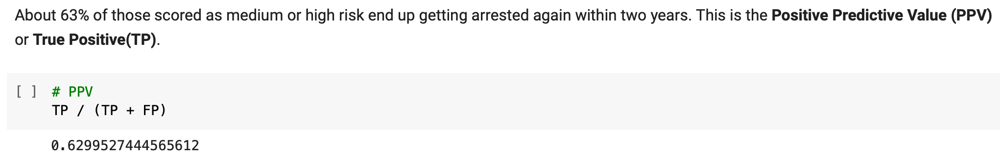 About 63% of those scored as medium or high risk end up getting arrested again within two years. This is the Positive Predictive Value (PPV)
or True Positive(TP).
[ ] # PPV
TP / (TP + FP)
0.6299527444565612